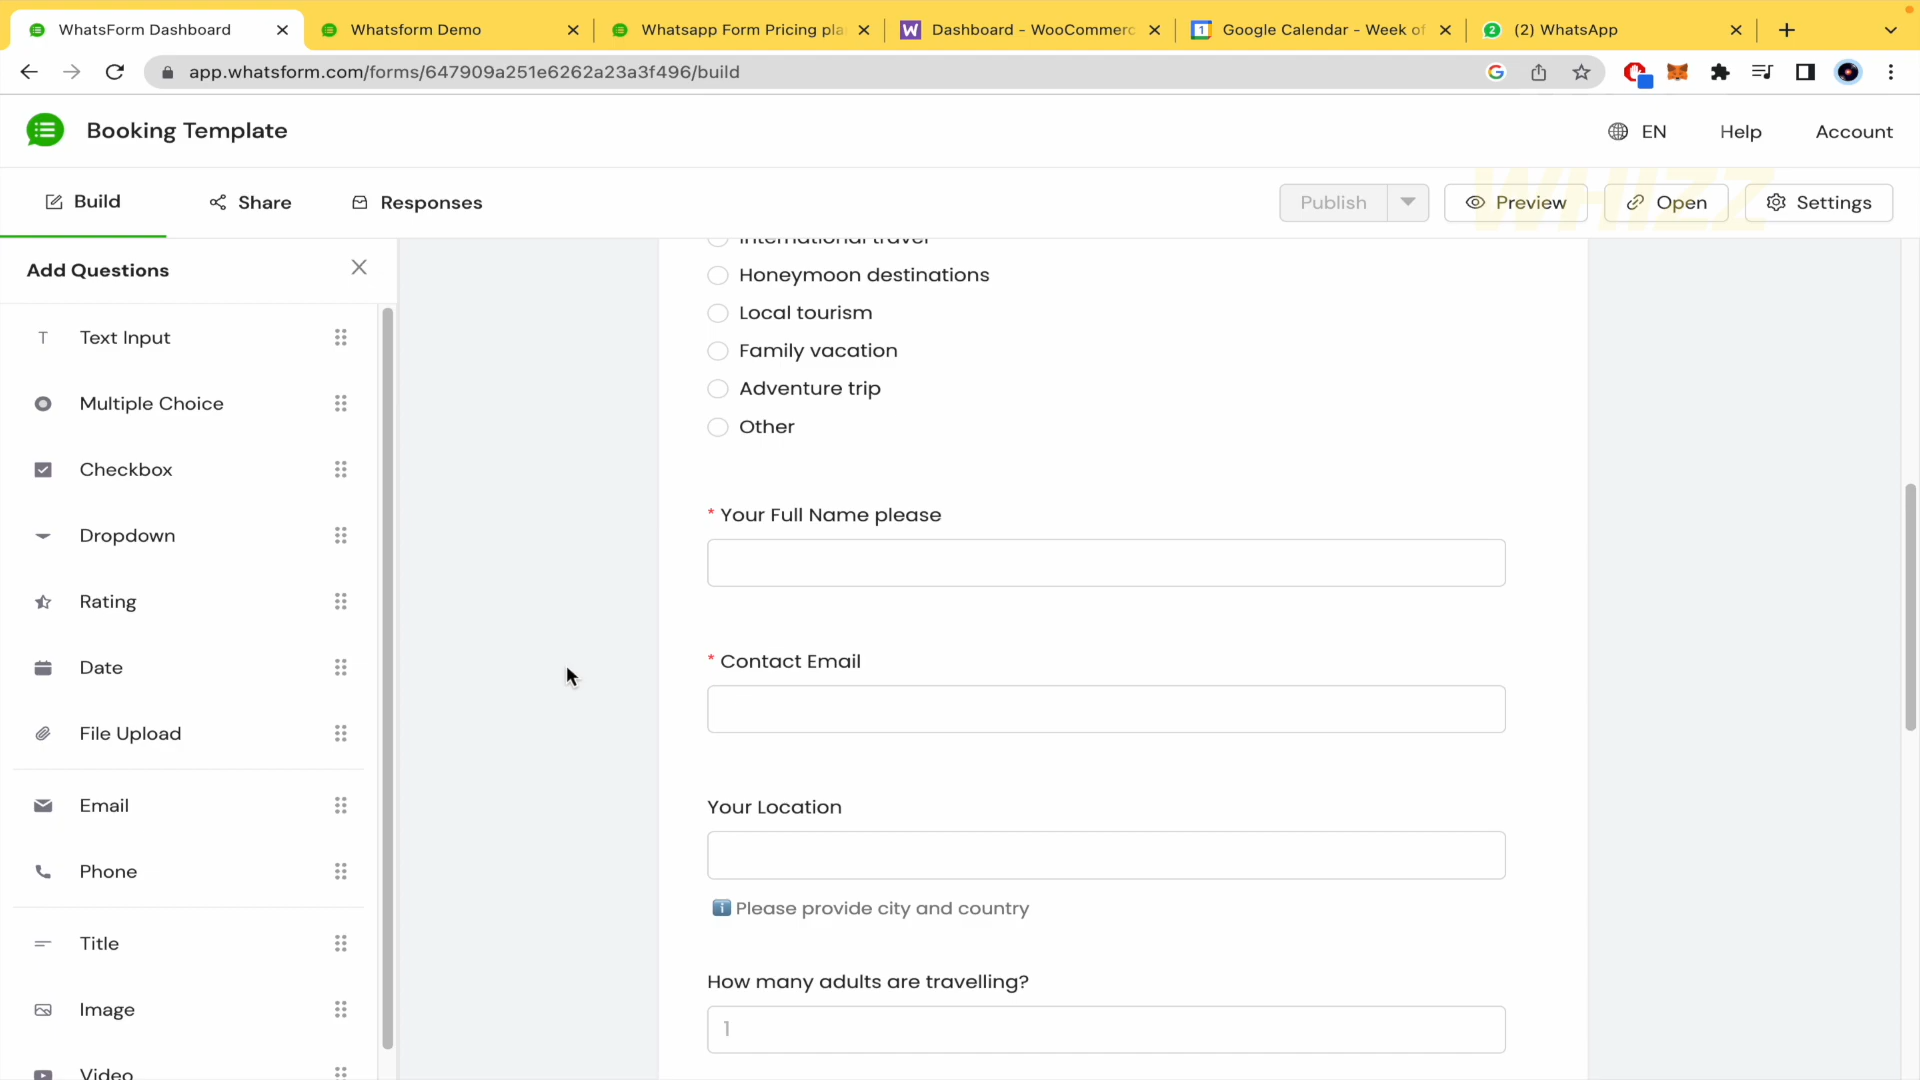 WhatsForm Dashboard
Whatsform Demo
Whatsapp Form Pricing pla
Dashboard - WooCommerc
Google Calendar - Week of
(2) WhatsApp
app.whatsform.com/forms/647909a251e6262a23a3f496/build
Booking Template
EN
Help
Account
Build
Share
Responses
Publish
Preview
Open
Settings
WHIZZ
Add Questions
Text Input
Multiple Choice
Checkbox
Dropdown
Rating
Date
File Upload
Email
Phone
Title
Image
Video
International travel
Honeymoon destinations
Local tourism
Family vacation
Adventure trip
Other
* Your Full Name please
* Contact Email
Your Location
Please provide city and country
How many adults are travelling?
1